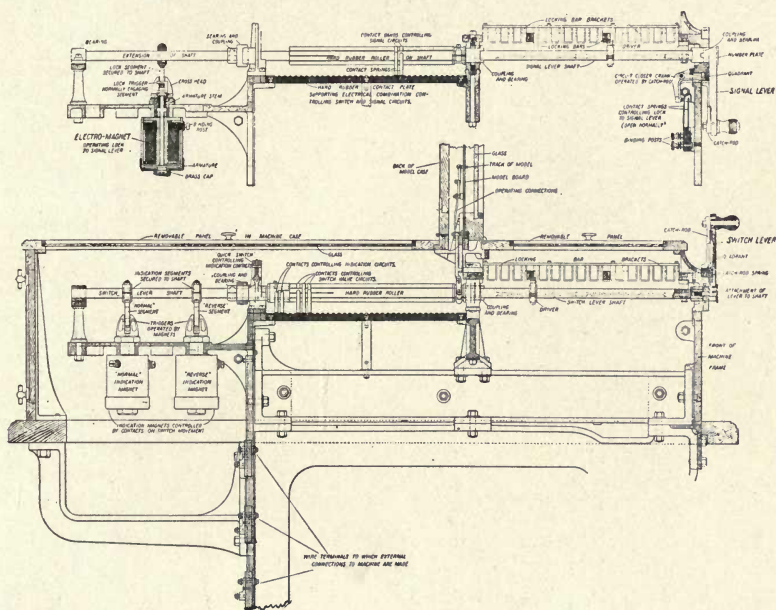 BEARING
EXTENSION OF SHAFT
BEARING
AND
COUPLING
LOCK SEGMENT
SECURED TO SHAFT
LOCK TRIGGER
NORMALLY ENGAGING
SEGMENT
CROSS HEAD
ARMATURE STEM
ELECTRO-MAGNET
OPERATING LOCK
TO SIGNAL LEVER
ARMATURE
BRASS CAP
CONTACT BANDS CONTROLLING
SIGNAL CIRCUITS
HARD RUBBER ROLLER ON SHAFT
CONTACT SPRINGS
HARD RUBBER CONTACT PLATE
SUPPORTING ELECTRICAL COMBINATION CON-
TROLLING SWITCH AND SIGNAL CIRCUITS.
LOCKING BAR BRACKETS
LOCKING BARS
DRIVER
SIGNAL LEVER SHAFT
COUPLING
AND BEARING
COUPLING
AND BEARING
NUMBER PLATE
QUADRANT
SIGNAL LEVER
CIRCUIT CLOSER CRANK
OPERATED BY CATCH-ROD
CONTACT SPRINGS
CONTROLLING LOCK
TO SIGNAL LEVER
(OPEN NORMALLY)
BINDING POSTS
CATCH-ROD
BACK OF
MODEL CASE
GLASS
TRACK OF MODEL
MODEL BOARD
OPERATING CONNECTIONS
REMOVABLE PANEL IN MACHINE CASE
GLASS
REMOVABLE PANEL
CATCH-ROD
SWITCH LEVER
CATCH-ROD SPRING
ATTACHMENT OF
LEVER TO SHAFT
QUICK SWITCH
CONTROLLING
INDICATION CONTACTS
COUPLING AND
BEARING
CONTACTS CONTROLLING INDICATION CIRCUITS.
CONTACTS CONTROLLING
SWITCH VALVE CIRCUITS
HARD RUBBER ROLLER
INDICATION SEGMENTS
SECURED TO SHAFT
SWITCH LEVER SHAFT
"NORMAL"
SEGMENT
"REVERSE"
SEGMENT
TRIGGERS
OPERATED BY
MAGNETS
"NORMAL"
INDICATION
MAGNET
"REVERSE"
INDICATION
MAGNET
INDICATION MAGNETS CONTROLLED
BY CONTACTS ON SWITCH MOVEMENT
LOCKING BAR BRACKETS
COUPLING
AND BEARING
DRIVER
SWITCH LEVER SHAFT
FRONT OF
MACHINE
FRAME
WIRE TERMINALS TO WHICH EXTERNAL
CONNECTIONS TO MACHINE ARE MADE